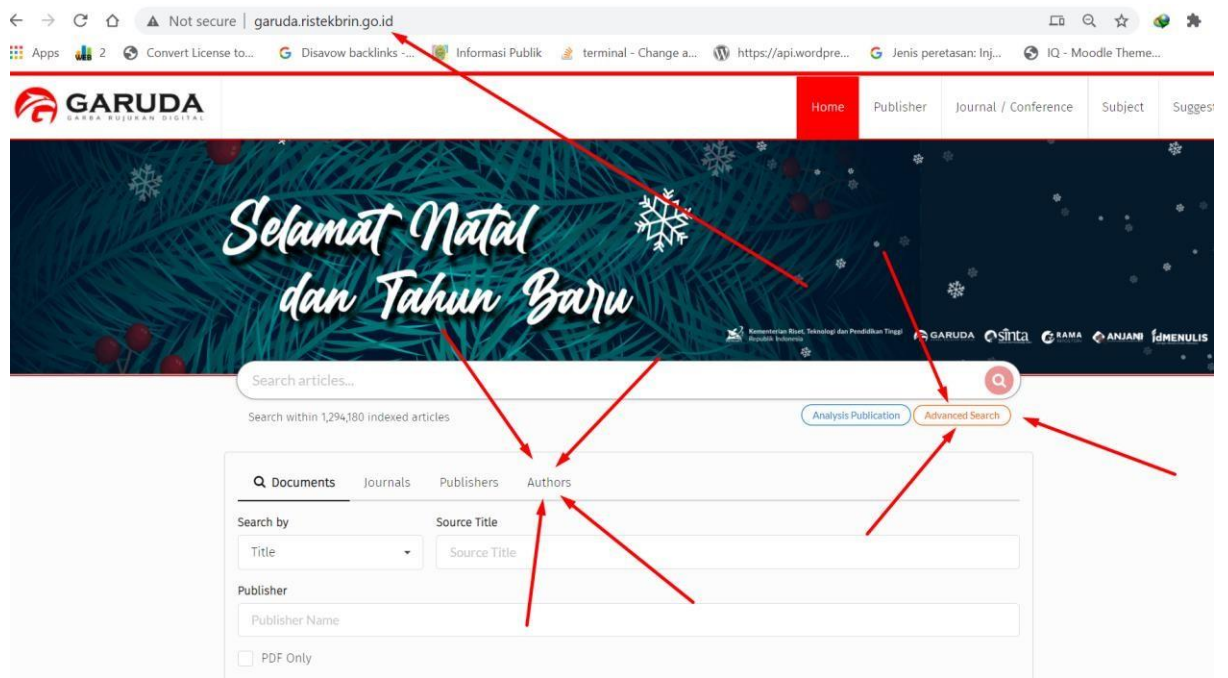 Not secure | garuda.ristekbrin.go.id
Apps 2 Convert License to... Disavow backlinks -... Informasi Publik terminal - Change a... https://api.wordpre... Jenis peretasan: Inj... IQ - Moodle Theme...
GARUDA
GARBA RUJUKAN DIGITAL
Home Publisher Journal / Conference Subject Suggest
Selamat Natal
dan Tahun Baru
Kementerian Riset, Teknologi dan Pendidikan Tinggi
Republik Indonesia
GARUDA sinta RAMA ANJANI idMENULIS
Search articles...
Search within 1,294,180 indexed articles
Analysis Publication Advanced Search
Documents Journals Publishers Authors
Search by Source Title
Title Source Title
Publisher
Publisher Name
PDF Only